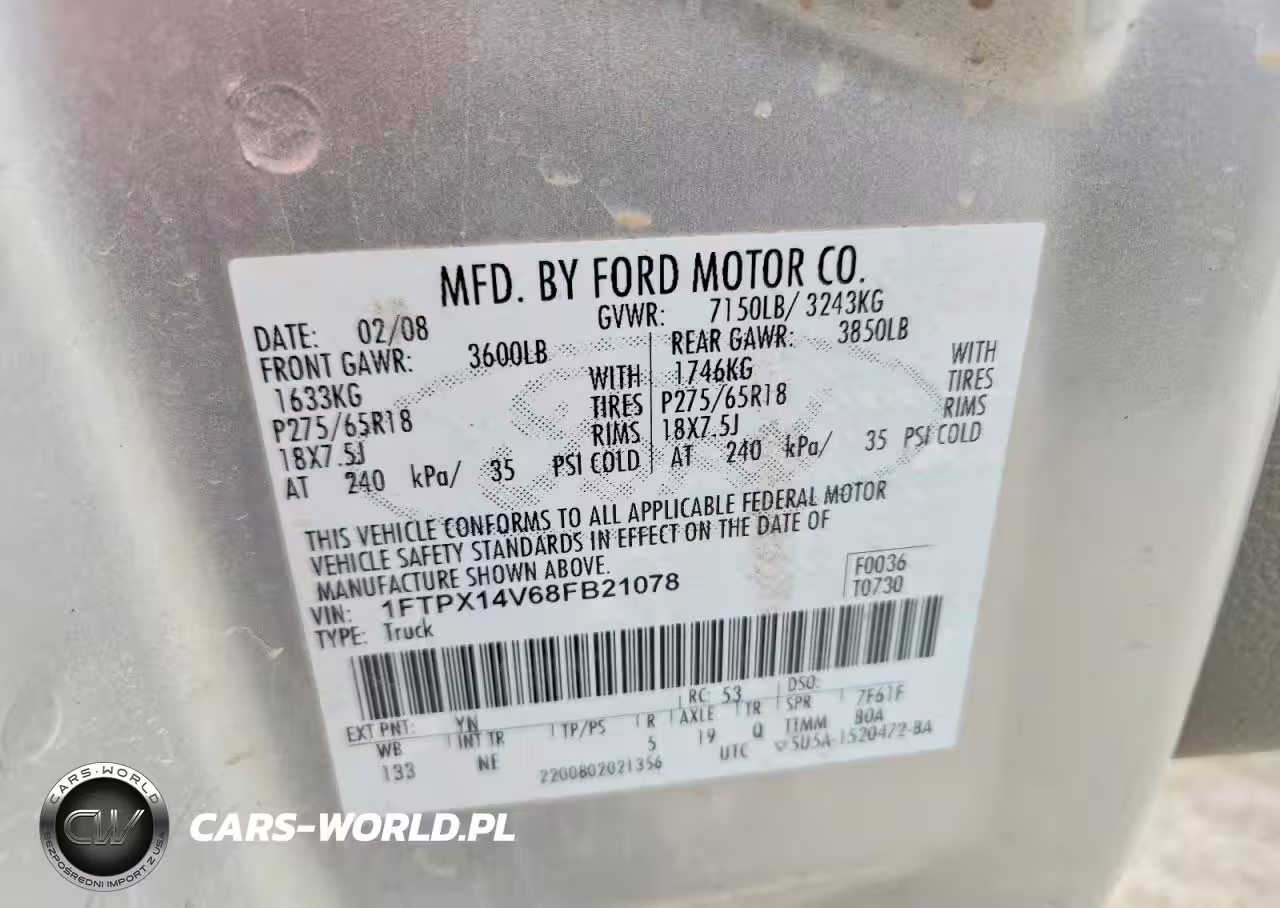 MFD. BY FORD MOTOR CO.
DATE: 02/08 GVWR: 7150LB/ 3243KG
FRONT GAWR: 3600LB REAR GAWR: 3850LB
1633KG WITH 1746KG WITH
P275/65R18 TIRES P275/65R18 TIRES
18X7.5J RIMS 18X7.5J RIMS
AT 240 kPa/ 35 PSI COLD AT 240 kPa/ 35 PSI COLD
THIS VEHICLE CONFORMS TO ALL APPLICABLE FEDERAL MOTOR
VEHICLE SAFETY STANDARDS IN EFFECT ON THE DATE OF
MANUFACTURE SHOWN ABOVE.
F0036
VIN: 1FTPX14V68FB21078 T0730
TYPE: Truck
EXT PNT: YN RC: 53 DSO:
WB INT TR TP/PS R AXLE TR SPR 7F61F
133 NE 5 19 Q TTMM BOA
2200802021356 UTC 5U5A-1520472-BA
CARS-WORLD
CW
BEZPOŚREDNI IMPORT Z USA
CARS-WORLD.PL